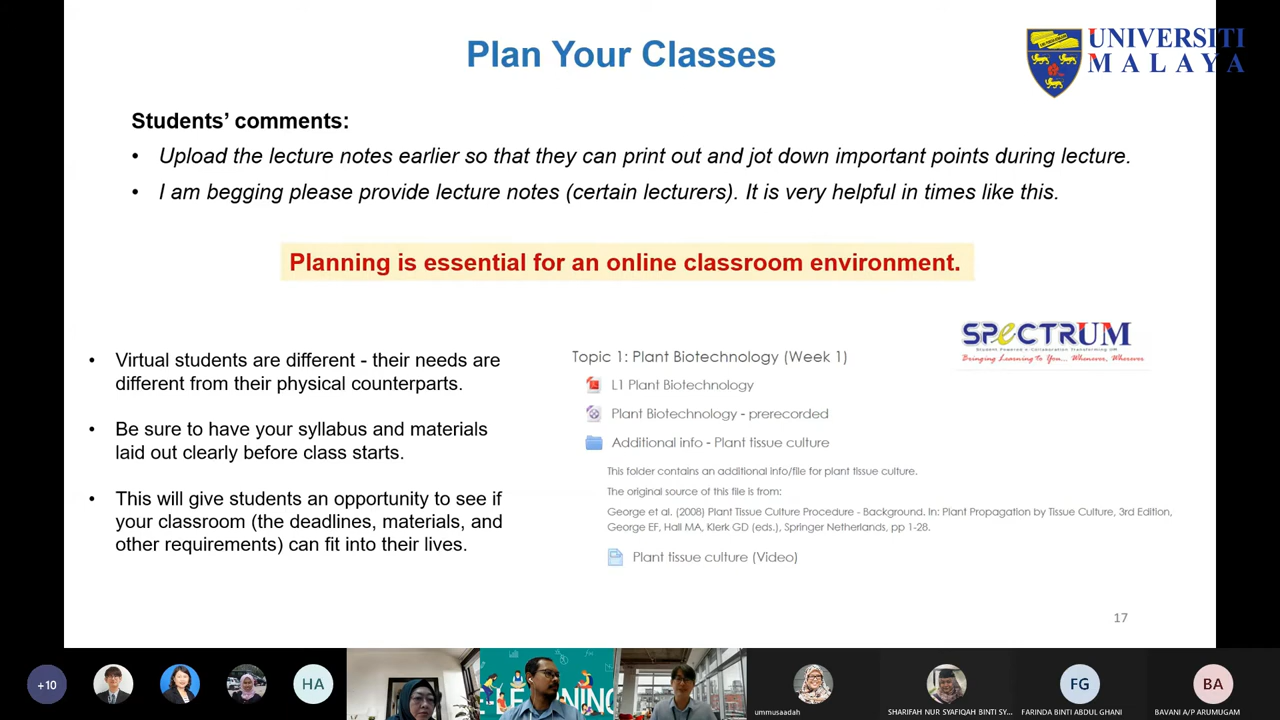 Plan Your Classes
UNIVERSITI
MALAYA
Students' comments:
• Upload the lecture notes earlier so that they can print out and jot down important points during lecture.
• I am begging please provide lecture notes (certain lecturers). It is very helpful in times like this.
Planning is essential for an online classroom environment.
• Virtual students are different - their needs are
different from their physical counterparts.
• Be sure to have your syllabus and materials
laid out clearly before class starts.
• This will give students an opportunity to see if
your classroom (the deadlines, materials, and
other requirements) can fit into their lives.
SPeCTRUM
Bringing Learning to You... Whenever, Wherever
Topic 1: Plant Biotechnology (Week 1)
L1 Plant Biotechnology
Plant Biotechnology - prerecorded
Additional info - Plant tissue culture
This folder contains an additional info/file for plant tissue culture.
The original source of this file is from:
George et al. (2008) Plant Tissue Culture Procedure - Background. In: Plant Propagation by Tissue Culture, 3rd Edition,
George EF, Hall MA, Klerk GD (eds.), Springer Netherlands, pp 1-28.
Plant tissue culture (Video)
17
+10
HA
ummusaadah
SHARIFAH NUR SYAFIQAH BINTI SY...
FG
FARINDA BINTI ABDUL GHANI
BA
BAVANI A/P ARUMUGAM